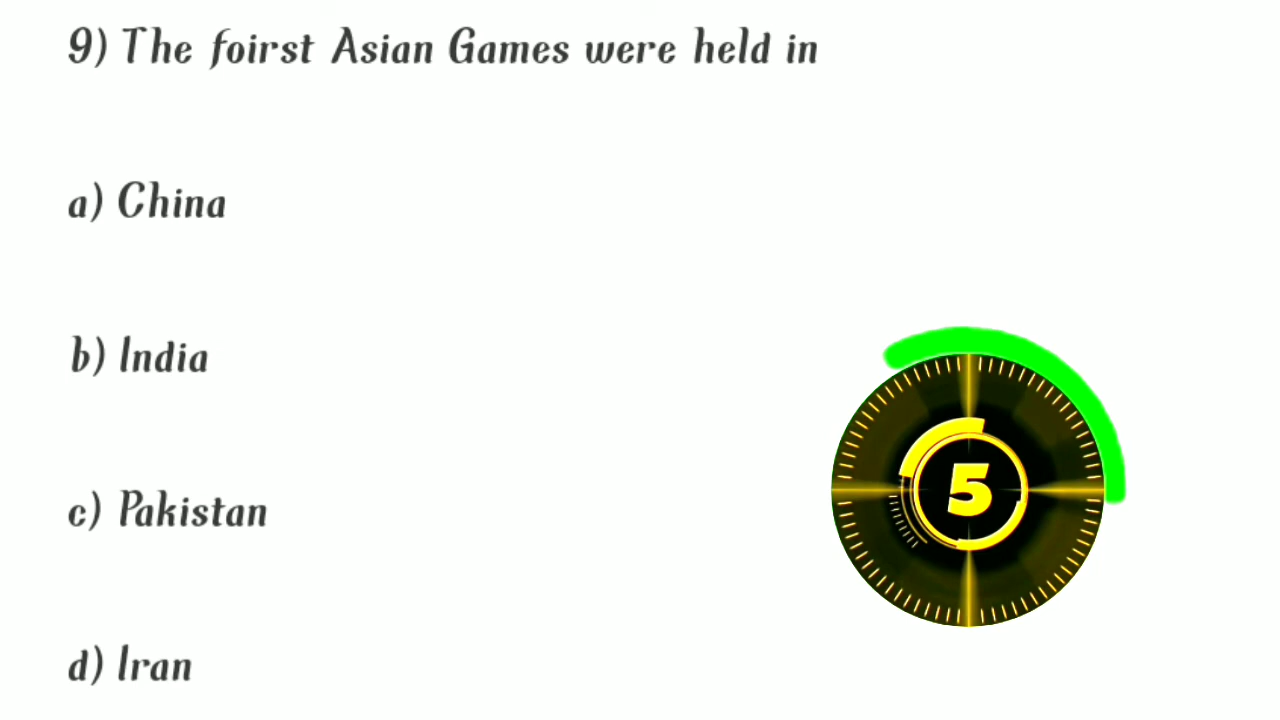 9) The foirst Asian Games were held in
a) China
b) India
c) Pakistan
d) Iran
5